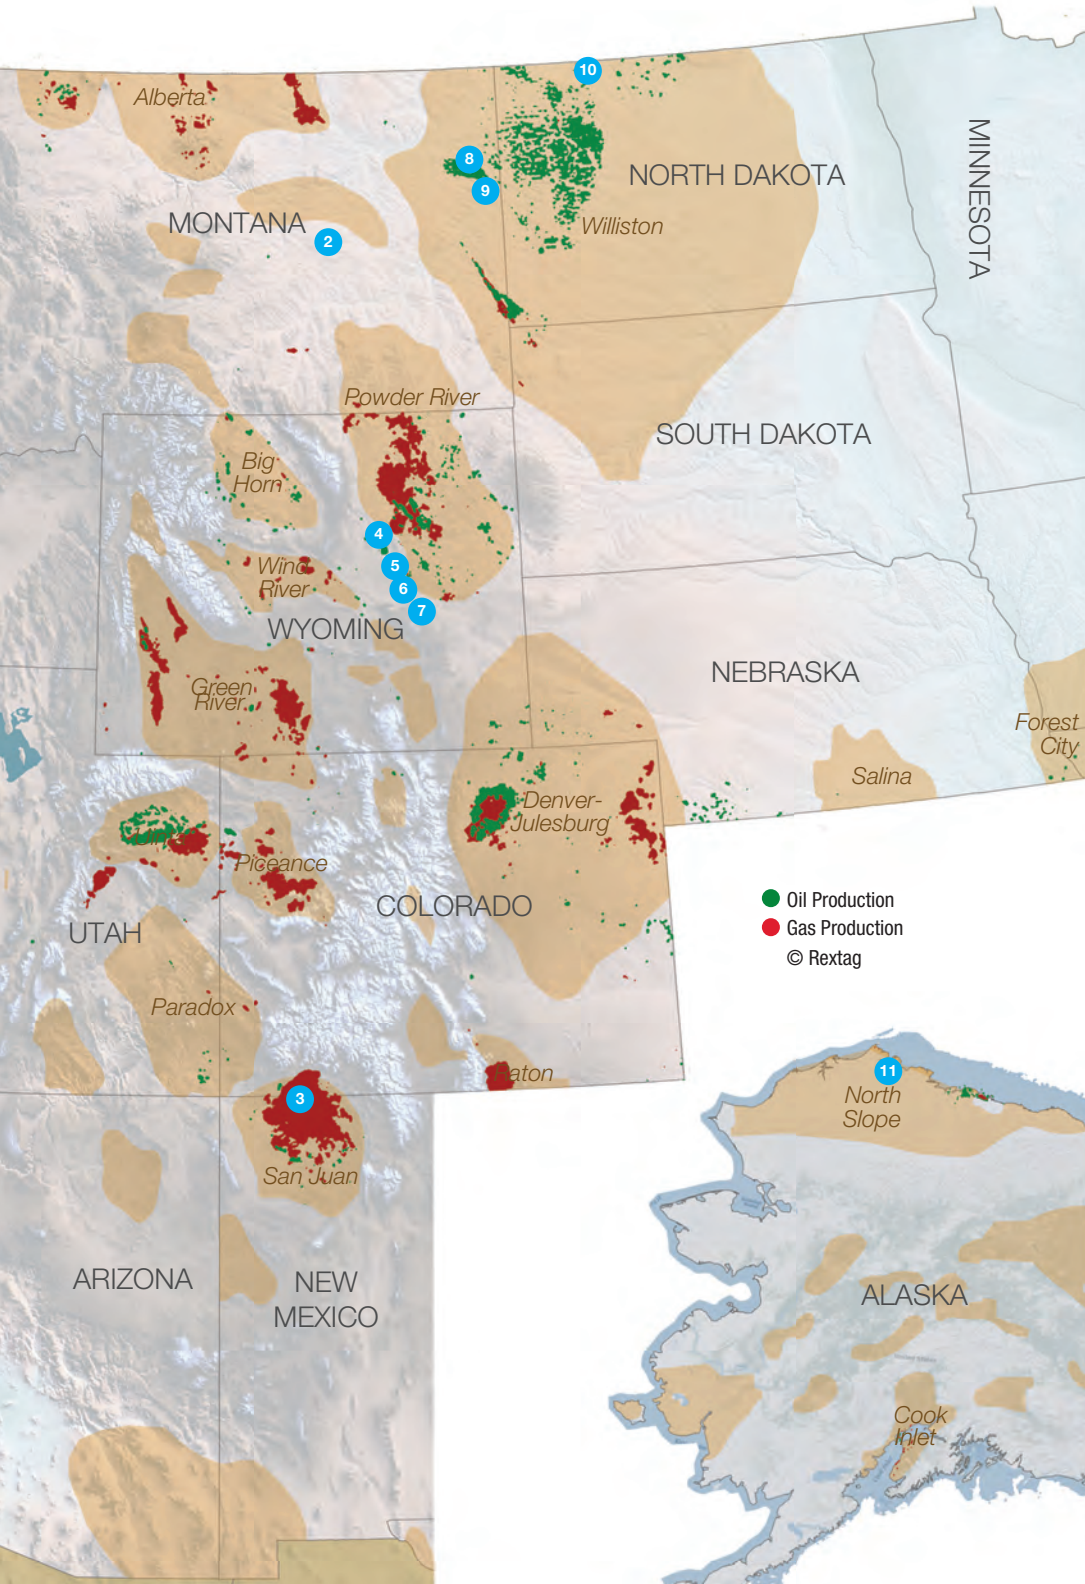 10
Alberta
MINNESOTA
8
NORTH DAKOTA
9
MONTANA
Williston
2
Powder River
SOUTH DAKOTA
Big
Horn
4
5
Wind
River
6
7
WYOMING
NEBRASKA
Green
River
Forest
City
Salina
Denver-
Julesburg
Uinta
Piceance
COLORADO
Oil Production
Gas Production
© Rextag
UTAH
Paradox
Raton
11
North
Slope
3
San Juan
ARIZONA
NEW
MEXICO
ALASKA
Cook
Inlet